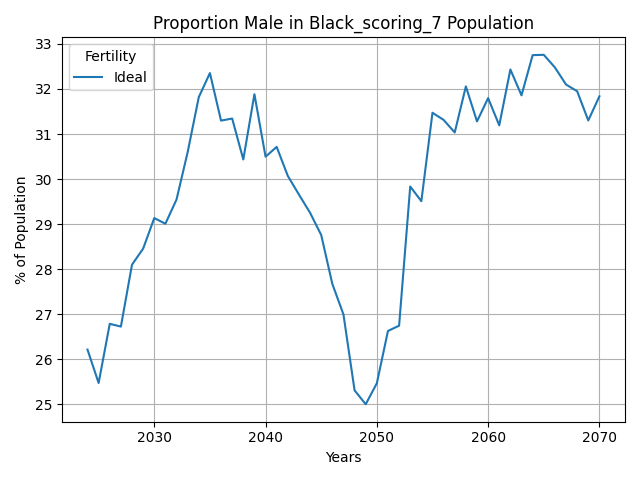 Proportion Male in Black_scoring_7 Population
Fertility
Ideal
% of Population
33
32
31
30
29
28
27
26
25
2030 2040 2050 2060 2070
Years